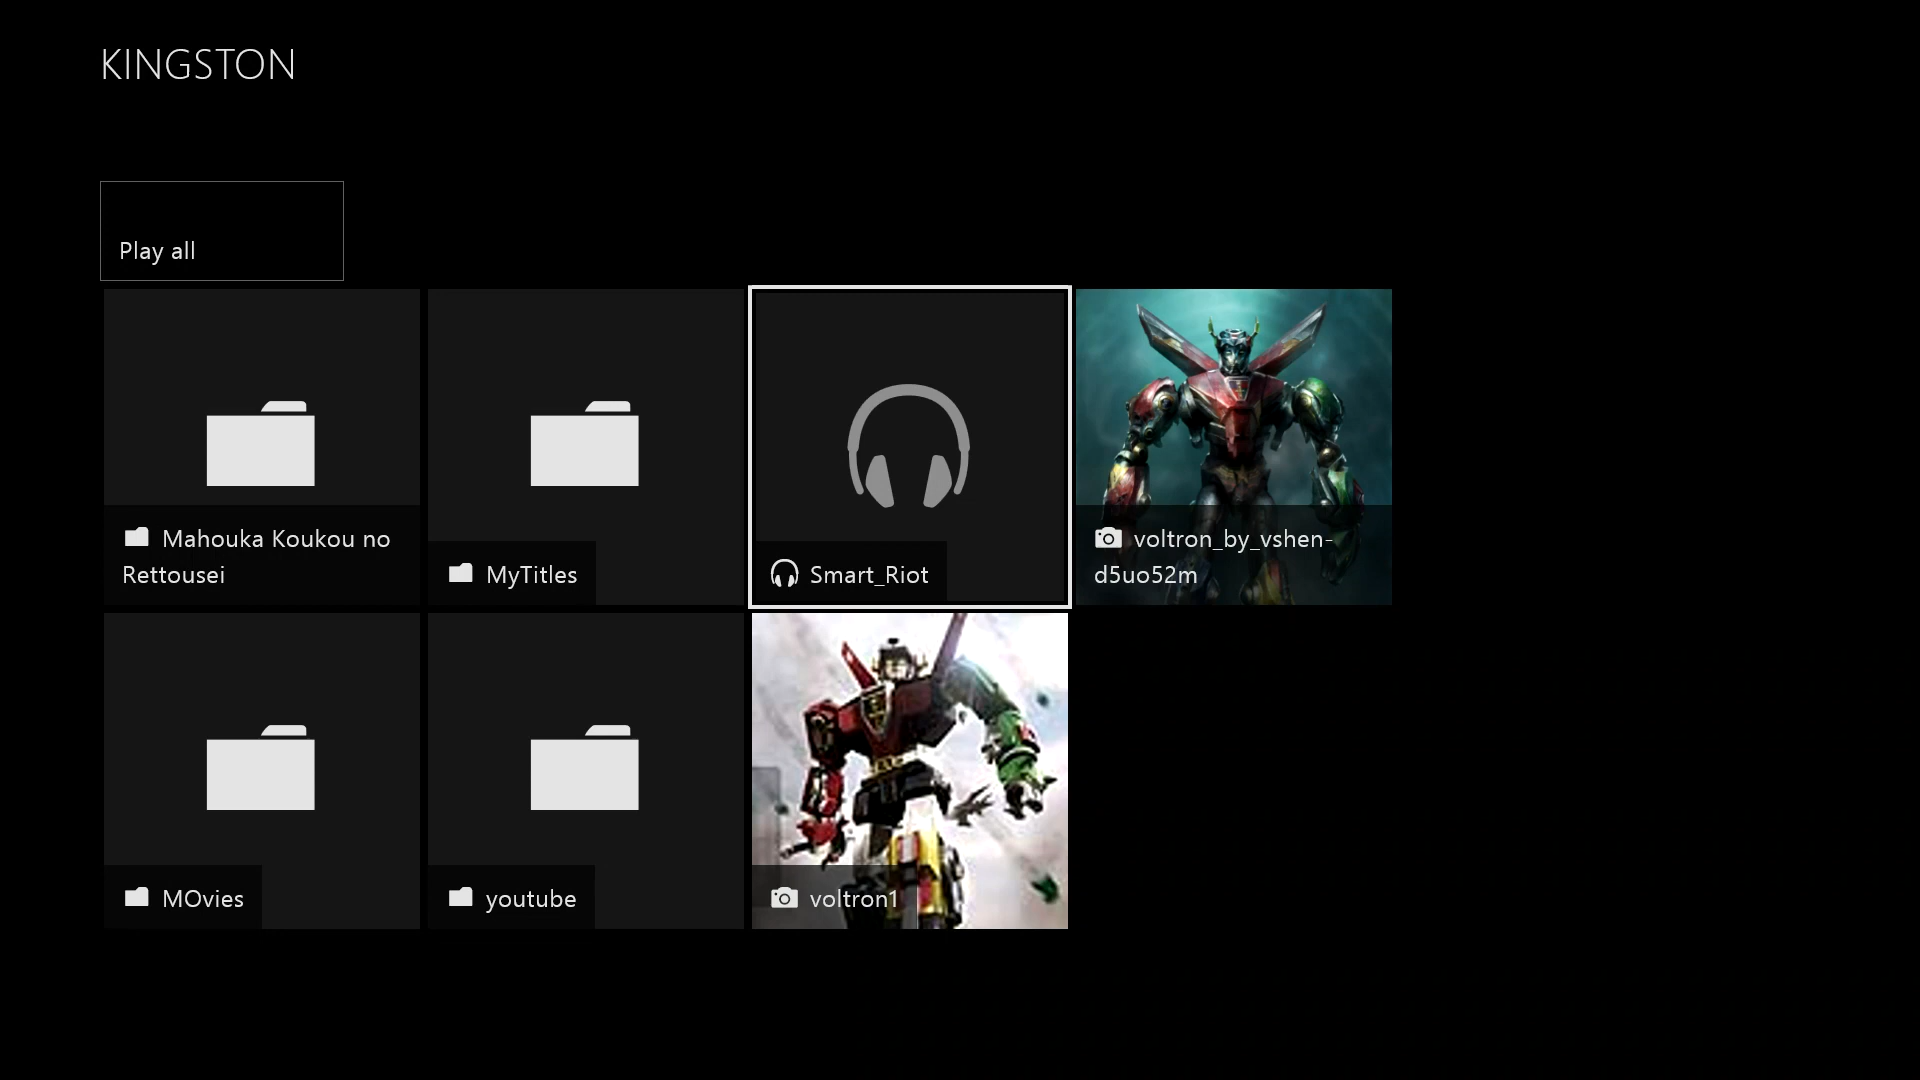 KINGSTON
Play all
Mahouka Koukou no
Rettousei
MyTitles
Smart_Riot
voltron_by_vshen-
d5uo52m
MOvies
youtube
voltron1